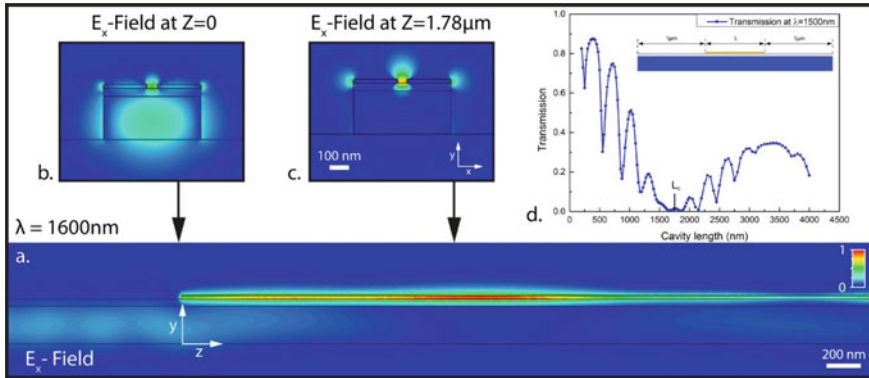 Eₓ-Field at Z=0
Eₓ-Field at Z=1.78µm
b.
c.
100 nm
y
x
λ = 1600nm
Transmission at λ=1500nm
1µm
L
1µm
Transmission
1.0
0.8
0.6
0.4
0.2
0.0
L꜀
d.
0 500 1000 1500 2000 2500 3000 3500 4000 4500
Cavity length (nm)
a.
1
0
y
z
Eₓ- Field
200 nm